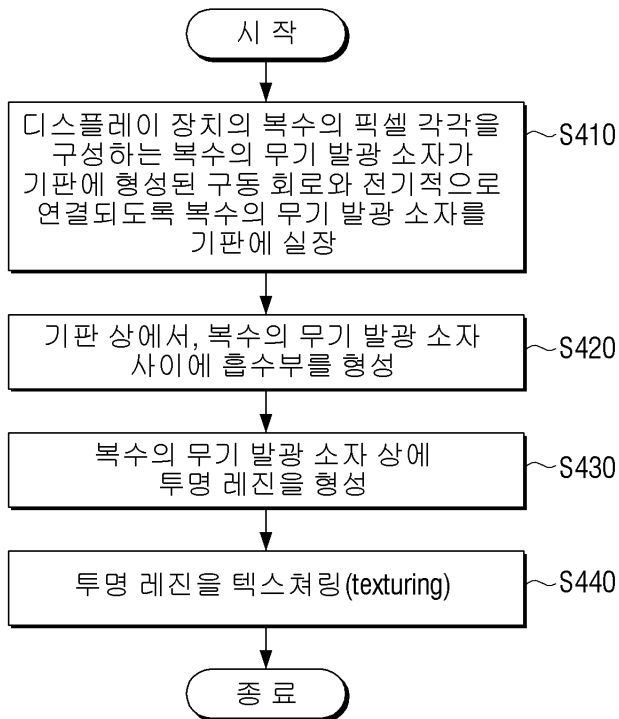 시 작
디스플레이 장치의 복수의 픽셀 각각을
구성하는 복수의 무기 발광 소자가
기판에 형성된 구동 회로와 전기적으로
연결되도록 복수의 무기 발광 소자를
기판에 실장
S410
기판 상에서, 복수의 무기 발광 소자
사이에 흡수부를 형성
S420
복수의 무기 발광 소자 상에
투명 레진을 형성
S430
투명 레진을 텍스쳐링(texturing)
S440
종 료